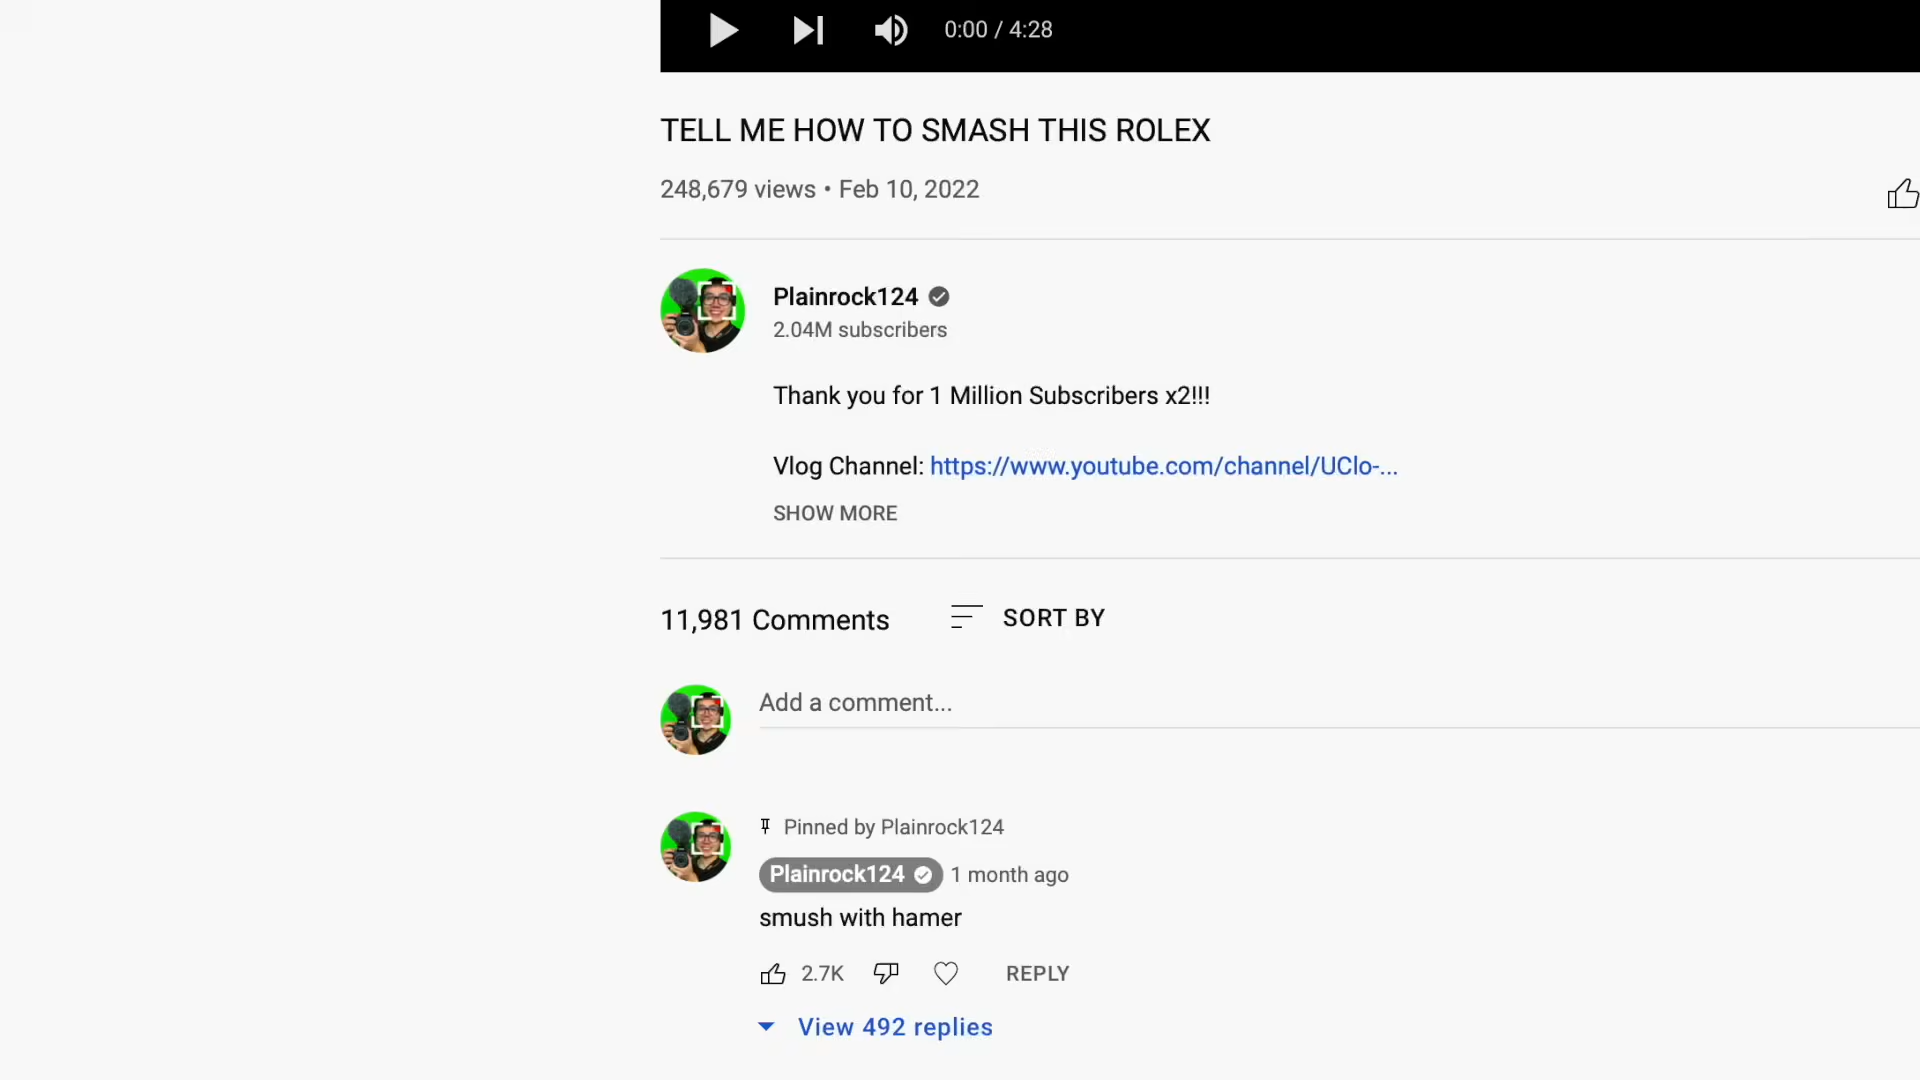 0:00 / 4:28
TELL ME HOW TO SMASH THIS ROLEX
248,679 views • Feb 10, 2022
Plainrock124
2.04M subscribers
Thank you for 1 Million Subscribers x2!!!
Vlog Channel: https://www.youtube.com/channel/UClo-...
SHOW MORE
11,981 Comments SORT BY
Add a comment...
Pinned by Plainrock124
Plainrock124 1 month ago
smush with hamer
2.7K REPLY
View 492 replies